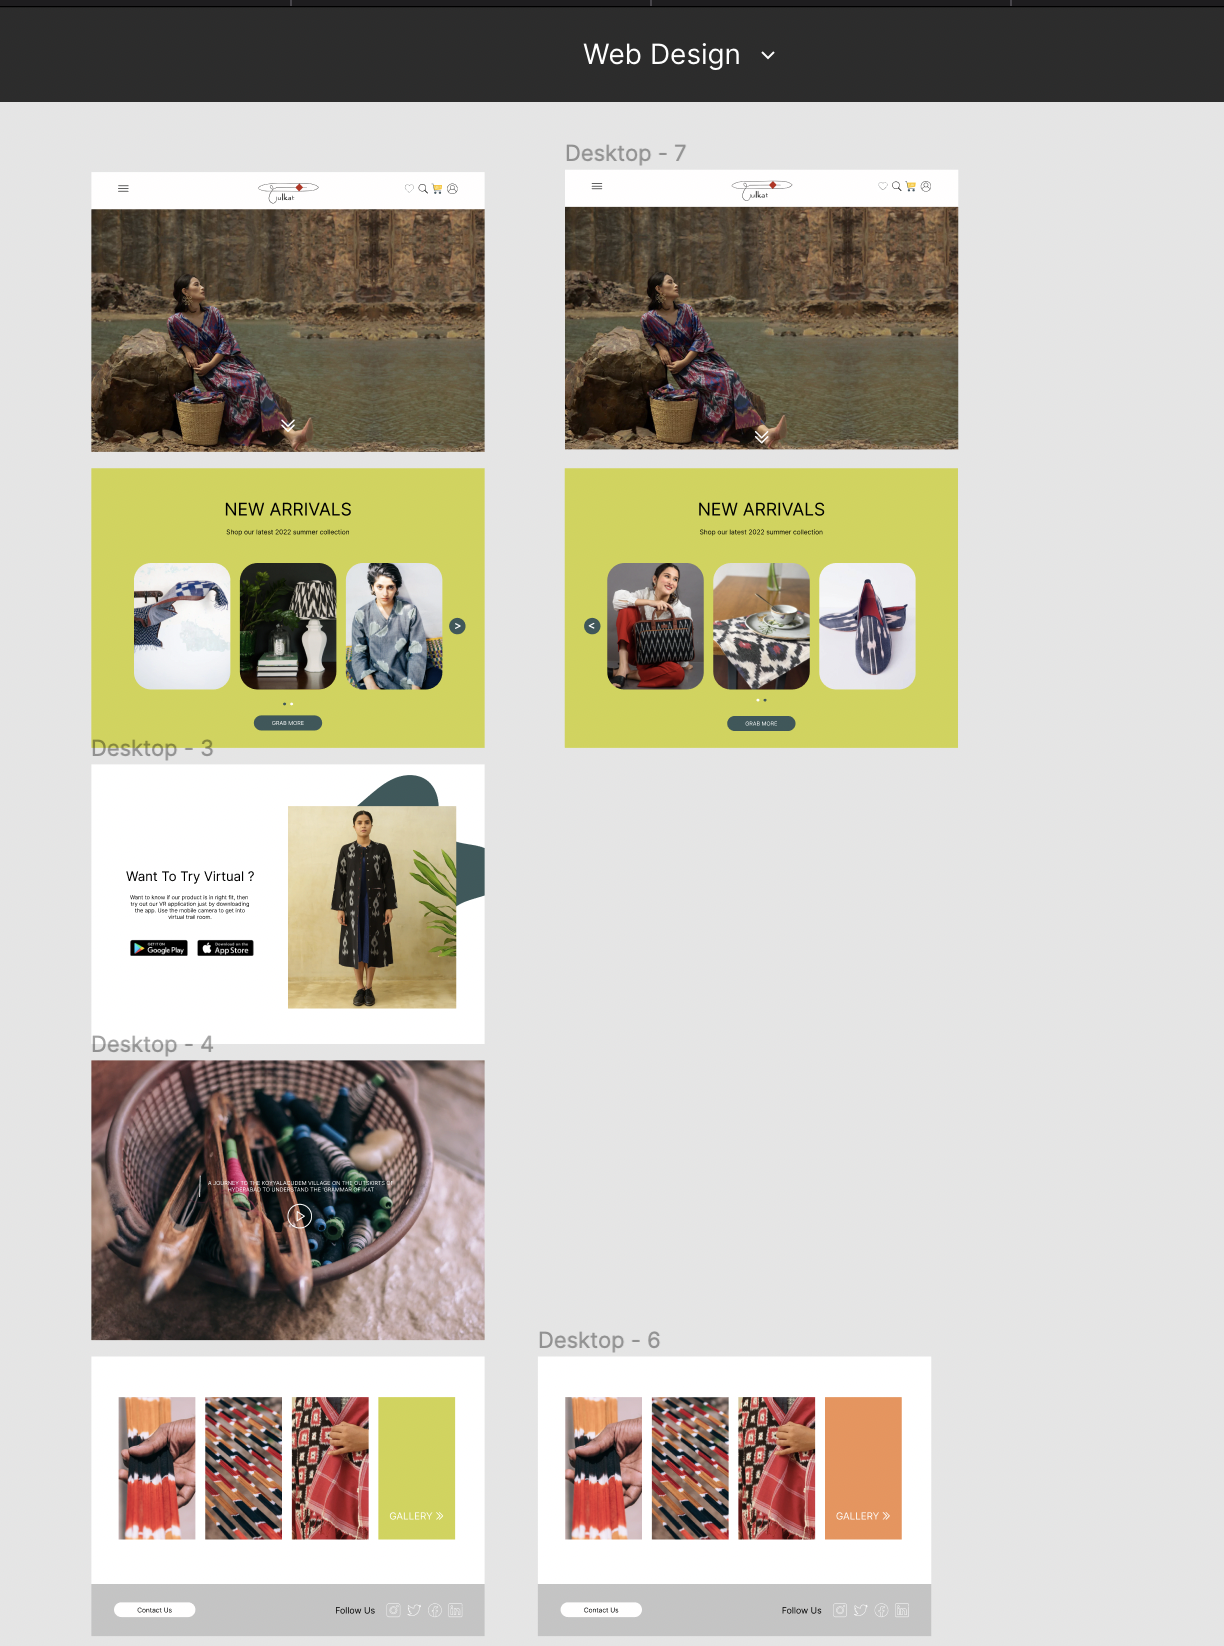 Web Design
Desktop - 7
julkat
julkat
NEW ARRIVALS
Shop our latest 2022 summer collection
>
GRAB MORE
NEW ARRIVALS
Shop our latest 2022 summer collection
<
GRAB MORE
Desktop - 3
Want To Try Virtual ?
Want to know if our product is in right fit, then
try out our VR application just by downloading
the app. Use the mobile camera to get into
virtual trail room.
GET IT ON
Google Play
Download on the
App Store
Desktop - 4
A JOURNEY TO THE KOYYALAGUDEM VILLAGE ON THE OUTSKIRTS OF
HYDERABAD TO UNDERSTAND THE GRAMMAR OF IKAT
Desktop - 6
GALLERY
GALLERY
Contact Us
Follow Us
Contact Us
Follow Us